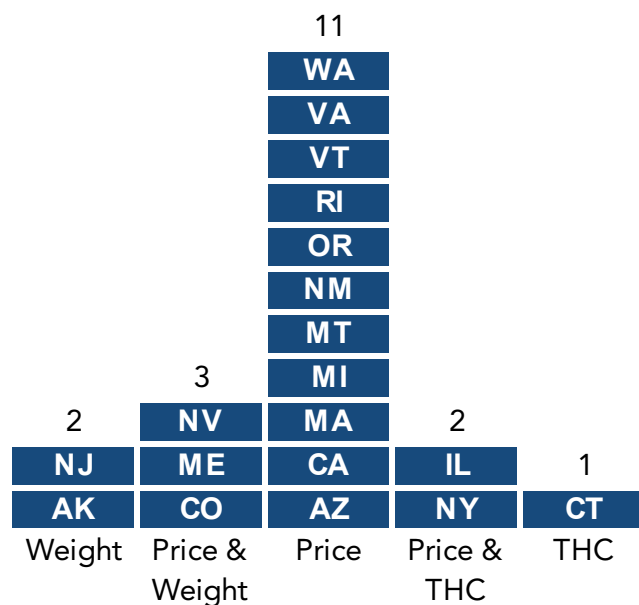 11
WA
VA
VT
RI
OR
NM
MT
3 MI
2 NV MA 2
NJ ME CA IL 1
AK CO AZ NY CT
Weight Price & Price Price & THC
Weight THC